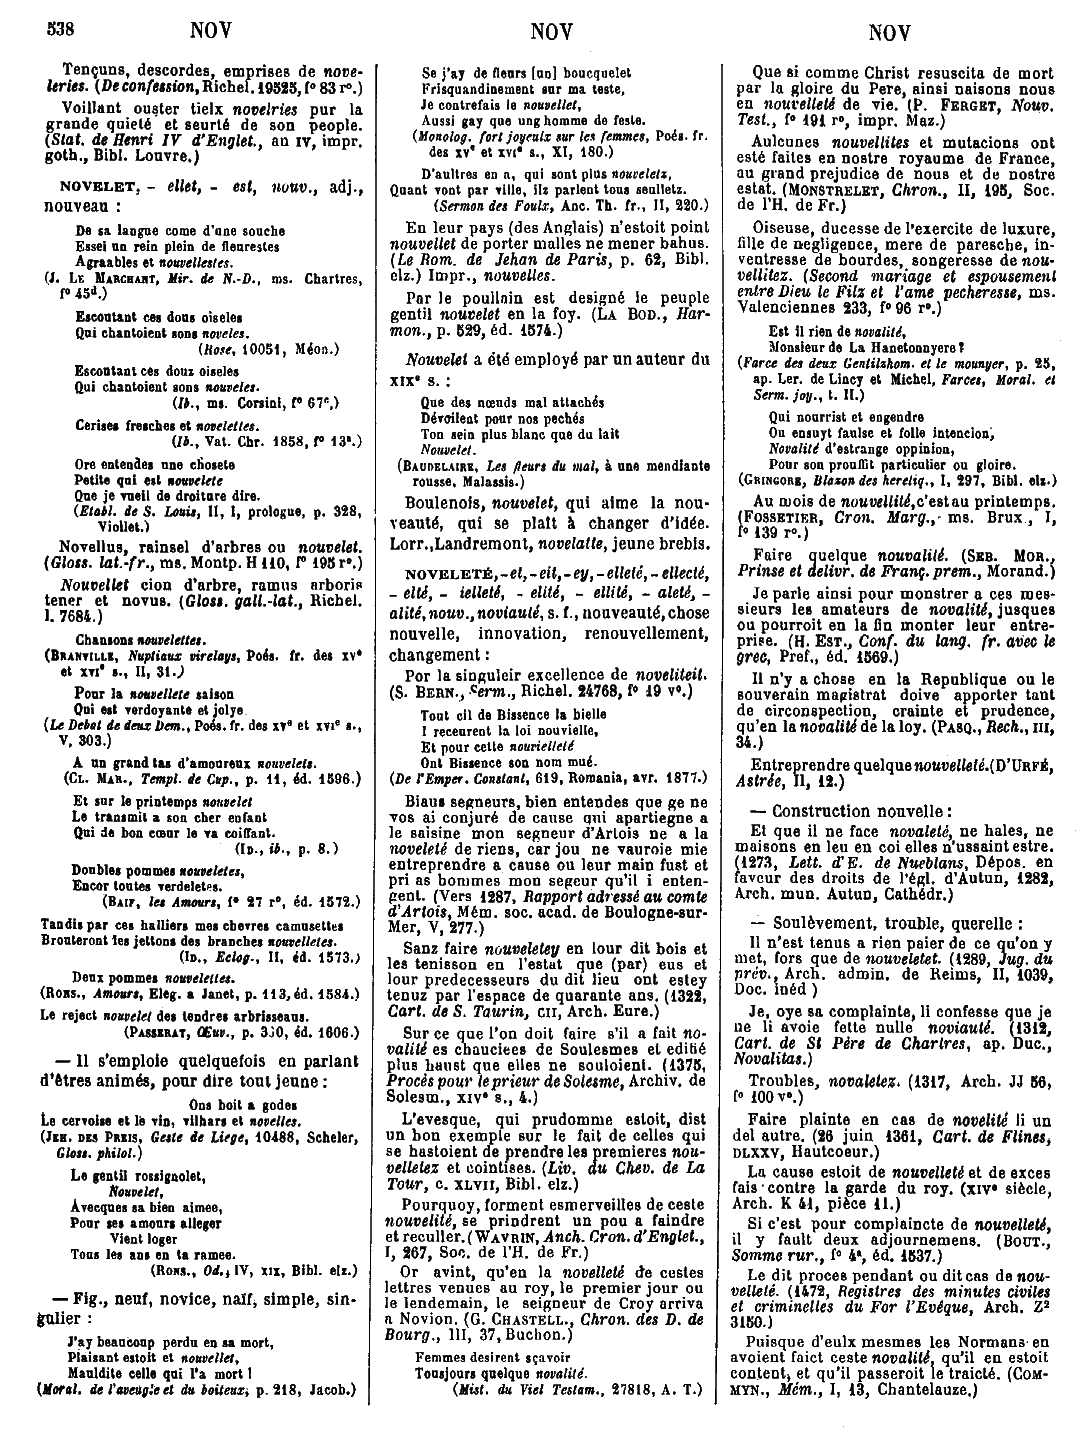 538 NOV NOV NOV
Tençuns, descordes, emprises de nove-
leries. (De confession, Richel. 19525, f° 83 r°.)
Voillant ouster tielx novelries pur la
grande quieté et seurté de son people.
(Stat. de Henri IV d'Englet., an IV, impr.
goth., Bibl. Louvre.)
NOVELET, - ellet, - est, nouv., adj.,
nouveau :
De sa langue come d'une souche
Essei un rein plein de fleurestes
Agraables et nouvellestes.
(J. LE MARCHANT, Mir. de N.-D., ms. Chartres,
f° 45d.)
Escoutant ces dous oiseles
Qui chantoient sons noveles.
(Rose, 10051, Méon.)
Escoutant ces douz oiseles
Qui chantoient sons nouveles.
(Ib., ms. Corsini, f° 67c.)
Cerises fresches et novelettes.
(Ib., Vat. Chr. 1858, f° 13a.)
Ore entendes une chosete
Petite qui est nouvelete
Que je vueil de droiture dire.
(Etabl. de S. Louis, II, I, prologue, p. 328,
Viollet.)
Novellus, rainsel d'arbres ou nouvelet.
(Gloss. lat.-fr., ms. Montp. H 110, f° 195 r°.)
Nouvellet cion d'arbre, ramus arboris
tener et novus. (Gloss. gall.-lat., Richel.
l. 7684.)
Chansons nouvelettes.
(BRANVILLE, Nuptiaux virelays, Poés. fr. des XVe
et XVIe s., II, 31.)
Pour la nouvellete saison
Qui est verdoyante et jolye.
(Le Debat de deux Dem., Poés. fr. des XVe et XVIe s.,
V, 303.)
A un grand tas d'amoureux nouvelets.
(CL. MAR., Templ. de Cup., p. 11, éd. 1596.)
Et sur le printemps nouvelet
Le transmit a son cher enfant
Qui de bon cœur le va coiffant.
(ID., ib., p. 8.)
Doubles pommes nouveletes,
Encor toutes verdeletes.
(BAIF, les Amours, f° 27 r°, éd. 1572.)
Tandis par ces halliers mes chevres camusettes
Brouteront les jettons des branches nouvelletes.
(ID., Eclog., II, éd. 1573.)
Deux pommes nouvelettes.
(RONS., Amours, Eleg. a Janet, p. 113, éd. 1584.)
Le reject nouvelet des tendres arbrisseaus.
(PASSERAT, Œuv., p. 330, éd. 1606.)
— Il s'emploie quelquefois en parlant
d'êtres animés, pour dire tout jeune :
Ons boit a godes
Le cervoise et le vin, vilhars et novelles.
(JEH. DES PREIS, Geste de Liege, 10488, Scheler,
Gloss. philol.)
Le gentil rossignolet,
Nouvelet,
Avecques sa bien aimee,
Pour ses amours alleger
Vient loger
Tous les ans en ta ramee.
(RONS., Od., IV, XIX, Bibl. elz.)
— Fig., neuf, novice, naïf, simple, sin-
gulier :
J'ay beaucoup perdu en sa mort,
Plaisant estoit et nouvellet,
Mauldite celle qui l'a mort !
(Moral. de l'aveugle et du boiteux, p. 218, Jacob.)
Se j'ay de fleurs [un] boucquelet
Frisquandinement sur ma teste,
Je contrefais le nouvellet,
Aussi gay que ung homme de feste.
(Monolog. fort joyeulx sur les femmes, Poés. fr.
des XVe et XVIe s., XI, 180.)
D'aultres en a, qui sont plus nouveletz,
Quant vont par ville, ilz parlent tous seulletz.
(Sermon des Foulx, Anc. Th. fr., II, 220.)
En leur pays (des Anglais) n'estoit point
nouvellet de porter malles ne mener bahus.
(Le Rom. de Jehan de Paris, p. 62, Bibl.
elz.) Impr., nouvelles.
Par le poullain est designé le peuple
gentil nouvelet en la foy. (LA BOD., Har-
mon., p. 529, éd. 1574.)
Nouvelet a été employé par un auteur du
XIXe s. :
Que des nœuds mal attachés
Dévoilent pour nos pechés
Ton sein plus blanc que du lait
Nouvelet.
(BAUDELAIRE, Les fleurs du mal, à une mendiante
rousse, Malassis.)
Boulenois, nouvelet, qui aime la nou-
veauté, qui se plaît à changer d'idée.
Lorr., Landremont, novelatte, jeune brebis.
NOVELETÉ, -et, -eit, -ey, -elleté, - ellecté,
- elté, - ielleté, - elité, - ellité, - aleté, -
alité, nouv., noviauté, s. f., nouveauté, chose
nouvelle, innovation, renouvellement,
changement :
Por la singuleir excellence de noveliteit.
(S. BERN., Serm., Richel. 24768, f° 19 v°.)
Tout cil de Bissence la bielle
I receurent la loi nouvielle,
Et pour cette nourielleté
Ont Bissence son nom mué.
(De l'Emper. Constant, 619, Romania, avr. 1877.)
Biaus segneurs, bien entendes que ge ne
vos ai conjuré de cause qui apartiegne a
le saisine mon segneur d'Artois ne a la
noveleté de riens, car jou ne vauroie mie
entreprendre a cause ou leur main fust et
pri as hommes mon segeur qu'il i enten-
gent. (Vers 1287, Rapport adressé au comte
d'Artois, Mém. soc. acad. de Boulogne-sur-
Mer, V, 277.)
Sanz faire nouveletey en lour dit bois et
les tenisson en l'estat que (par) eus et
lour predecesseurs du dit lieu ont estey
tenuz par l'espace de quarante ans. (1322,
Cart. de S. Taurin, CII, Arch. Eure.)
Sur ce que l'on doit faire s'il a fait no-
valité es chauciees de Soulesmes et edifié
plus haust que elles ne souloient. (1375,
Procès pour le prieur de Solesme, Archiv. de
Solesm., XIVe s., 4.)
L'evesque, qui prudomme estoit, dist
un bon exemple sur le fait de celles qui
se hastoient de prendre les premieres nou-
velletez et cointises. (Liv. du Chev. de La
Tour, c. XLVII, Bibl. elz.)
Pourquoy, forment esmerveilles de ceste
nouvelité, se prindrent un pou a faindre
et reculler. (WAVRIN, Anch. Cron. d'Englet.,
I, 267, Soc. de l'H. de Fr.)
Or avint, qu'en la novelleté de cestes
lettres venues au roy, le premier jour ou
le lendemain, le seigneur de Croy arriva
a Novion. (G. CHASTELL., Chron. des D. de
Bourg., III, 37, Buchon.)
Femmes desirent sçavoir
Tousjours quelque novalité.
(Mist. du Viel Testam., 27818, A. T.)
Que si comme Christ resuscita de mort
par la gloire du Pere, ainsi naisons nous
en nouvelleté de vie. (P. FERGET, Nouv.
Test., f° 191 r°, impr. Maz.)
Aulcunes nouvellites et mutacions ont
esté faites en nostre royaume de France,
au grand prejudice de nous et de nostre
estat. (MONSTRELET, Chron., II, 195, Soc.
de l'H. de Fr.)
Oiseuse, ducesse de l'exercite de luxure,
fille de negligence, mere de paresche, in-
ventresse de bourdes, songeresse de nou-
vellitez. (Second mariage et espousement
entre Dieu le Filz et l'ame pecheresse, ms.
Valenciennes 233, f° 96 r°.)
Est il rien de novalité,
Monsieur de La Hanetonnyere ?
(Farce des deux Gentilzhom. et le mounyer, p. 25,
ap. Ler. de Lincy et Michel, Farces, Moral. et
Serm. joy., t. II.)
Qui nourrist et engendre
Ou ensuyt faulse et folle intencion,
Novalité d'estrange oppinion,
Pour son prouffit particulier ou gloire.
(GRINGORE, Blazon des heretiq., I, 297, Bibl. elz.)
Au mois de nouvellité, c'est au printemps.
(FOSSETIER, Cron. Marg., ms. Brux., I,
f° 139 r°.)
Faire quelque nouvalité. (SEB. MOR.,
Prinse et delivr. de Franç. prem., Morand.)
Je parle ainsi pour monstrer a ces mes-
sieurs les amateurs de novalité, jusques
ou pourroit en la fin monter leur entre-
prise. (H. EST., Conf. du lang. fr. avec le
grec, Pref., éd. 1569.)
Il n'y a chose en la Republique ou le
souverain magistrat doive apporter tant
de circonspection, crainte et prudence,
qu'en la novalité de la loy. (PASQ., Rech., III,
34.)
Entreprendre quelque nouvelleté. (D'URFÉ,
Astrée, II, 12.)
— Construction nouvelle :
Et que il ne face novaleté, ne hales, ne
maisons en leu en coi elles n'ussaint estre.
(1273, Lett. d'E. de Nueblans, Dépos. en
faveur des droits de l'égl. d'Autun, 1282,
Arch. mun. Autun, Cathédr.)
— Soulèvement, trouble, querelle :
Il n'est tenus a rien paier de ce qu'on y
met, fors que de nouveletet. (1289, Jug. du
prév., Arch. admin. de Reims, II, 1039,
Doc. inéd )
Je, oye sa complainte, li confesse que je
ne li avoie fette nulle noviauté. (1312,
Cart. de St Père de Chartres, ap. Duc.,
Novalitas.)
Troubles, novaletez. (1317, Arch. JJ 56,
f° 100 v°.)
Faire plainte en cas de novelité li un
del autre. (26 juin 1361, Cart. de Flines,
DLXXV, Hautcoeur.)
La cause estoit de nouvelleté et de exces
fais contre la garde du roy. (XIVe siècle,
Arch. K 41, pièce 11.)
Si c'est pour complaincte de nouvelleté,
il y fault deux adjournemens. (BOUT.,
Somme rur., f° 4a, éd. 1537.)
Le dit proces pendant ou dit cas de nou-
velleté. (1472, Registres des minutes civiles
et criminelles du For l'Evéque, Arch. Z2
3150.)
Puisque d'eulx mesmes les Normans en
avoient faict ceste novalité, qu'il en estoit
content, et qu'il passeroit le traicté. (COM-
MYN., Mém., I, 13, Chantelauze.)